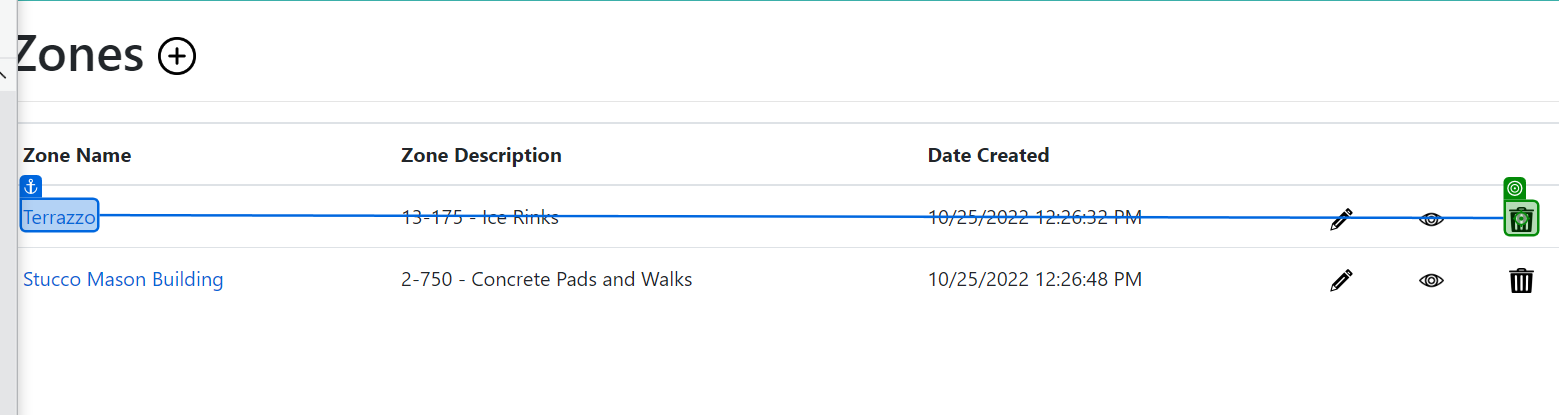 Zones
Zone Name Zone Description Date Created
Terrazzo 13-175 - Ice Rinks 10/25/2022 12:26:32 PM
Stucco Mason Building 2-750 - Concrete Pads and Walks 10/25/2022 12:26:48 PM